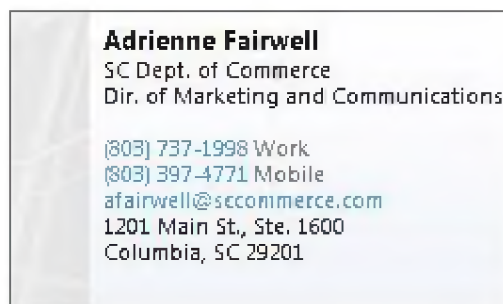 Adrienne Fairwell
SC Dept. of Commerce
Dir. of Marketing and Communications
(803) 737-1998 Work
(803) 397-4771 Mobile
afairwell@sccommerce.com
1201 Main St., Ste. 1600
Columbia, SC 29201